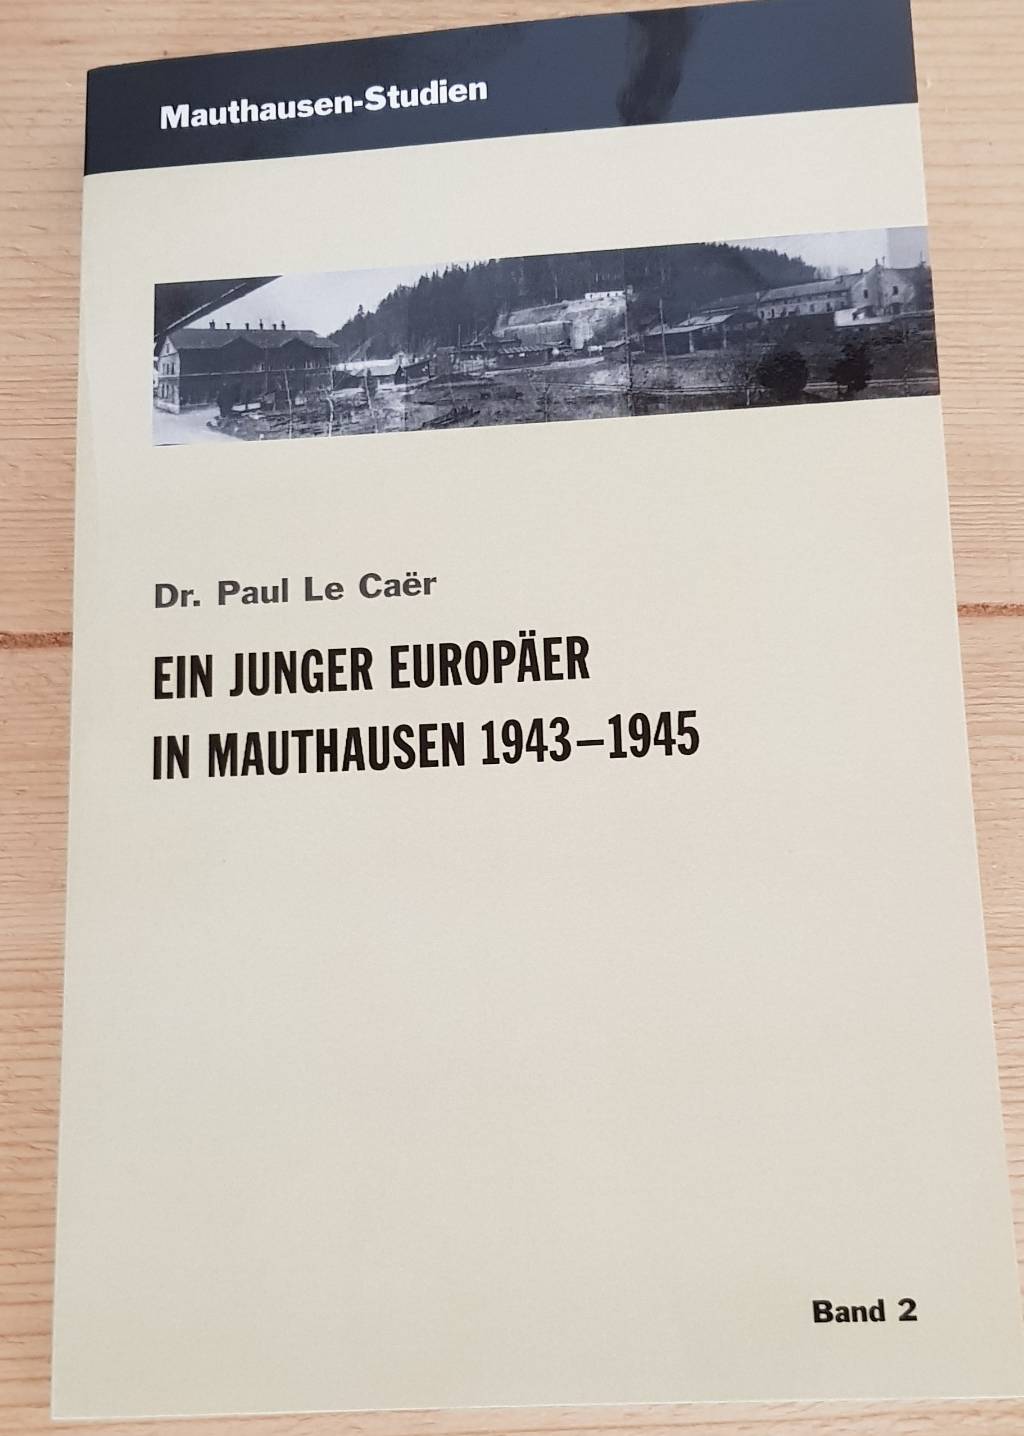 Mauthausen-Studien
Dr. Paul Le Caër
EIN JUNGER EUROPÄER
IN MAUTHAUSEN 1943–1945
Band 2